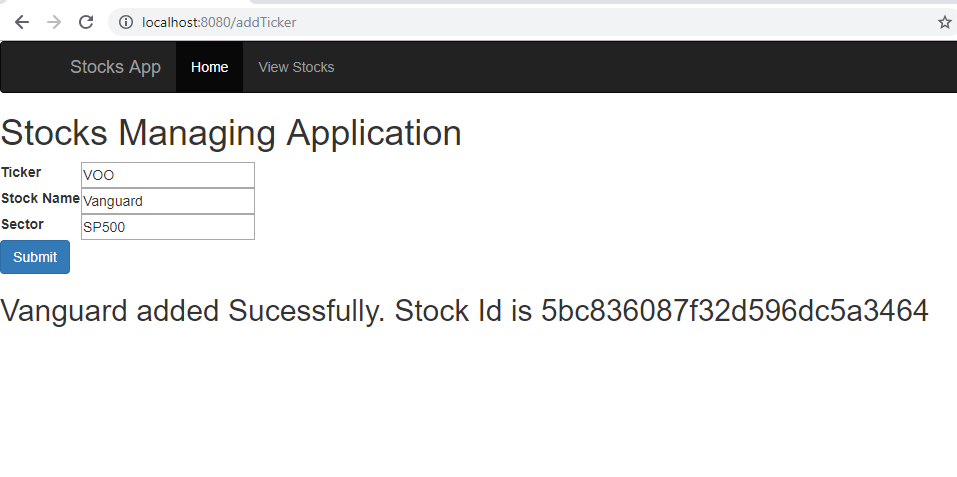 localhost:8080/addTicker
Stocks App Home View Stocks
Stocks Managing Application
Ticker VOO
Stock Name Vanguard
Sector SP500
Submit
Vanguard added Sucessfully. Stock Id is 5bc836087f32d596dc5a3464